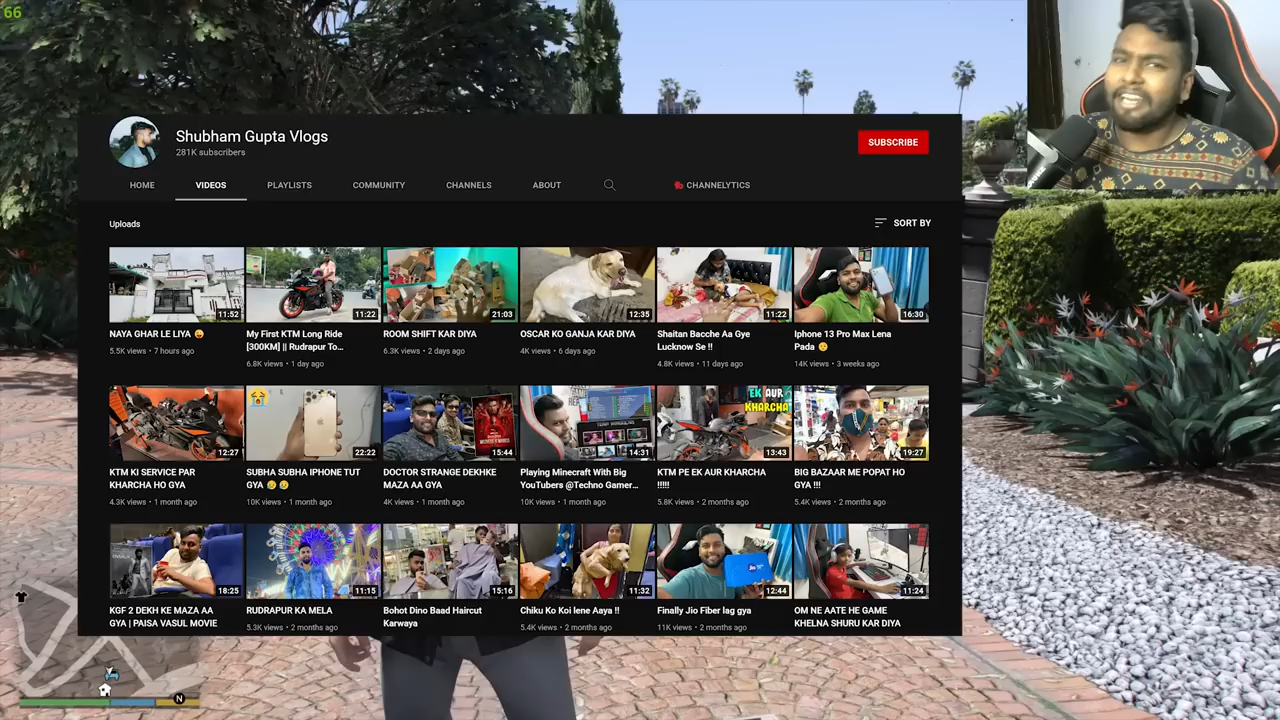 66
Shubham Gupta Vlogs
281K subscribers
SUBSCRIBE
HOME VIDEOS PLAYLISTS COMMUNITY CHANNELS ABOUT CHANNELYTICS
Uploads
SORT BY
11:52 11:22 21:03 12:35 11:22 16:30
NAYA GHAR LE LIYA 😜
5.5K views • 7 hours ago
My First KTM Long Ride
[300KM] || Rudrapur To...
6.8K views • 1 day ago
ROOM SHIFT KAR DIYA
6.3K views • 2 days ago
OSCAR KO GANJA KAR DIYA
4K views • 6 days ago
Shaitan Bacche Aa Gye
Lucknow Se !!
4.8K views • 11 days ago
Iphone 13 Pro Max Lena
Pada
14K views • 3 weeks ago
EK AUR
KHARCHA
12:27 22:22 15:44 14:31 13:43 19:27
KTM KI SERVICE PAR
KHARCHA HO GYA
4.3K views • 1 month ago
SUBHA SUBHA IPHONE TUT
GYA 🤣 😢
10K views • 1 month ago
DOCTOR STRANGE DEKHKE
MAZA AA GYA
4K views • 1 month ago
Playing Minecraft With Big
YouTubers @Techno Gamer...
10K views • 1 month ago
KTM PE EK AUR KHARCHA
!!!!!
5.8K views • 2 months ago
BIG BAZAAR ME POPAT HO
GYA !!!
5.4K views • 2 months ago
Jio
18:25 11:15 15:16 11:32 12:44 11:24
KGF 2 DEKH KE MAZA AA
GYA | PAISA VASUL MOVIE
RUDRAPUR KA MELA
5.3K views • 2 months ago
Bohot Dino Baad Haircut
Karwaya
Chiku Ko Koi lene Aaya !!
5.4K views • 2 months ago
Finally Jio Fiber lag gya
11K views • 2 months ago
OM NE AATE HE GAME
KHELNA SHURU KAR DIYA
N